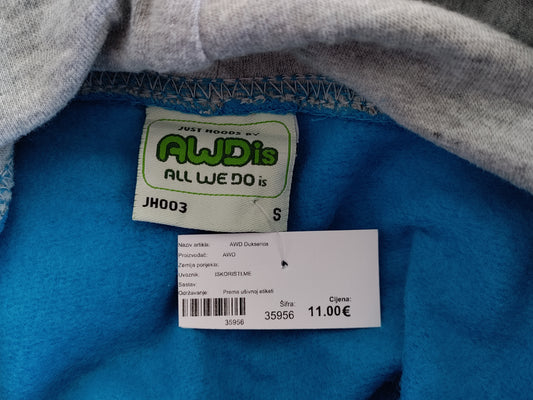 JUST HOODS BY
AWDis
ALL WE DO is
JH003 S
Naziv artikla: AWD Dukserica
Proizvođač: AWD
Zemlja porijekla:
Uvoznik: ISKORISTI.ME
Sastav
Održavanje: Prema ušivnoj etiketi
35956
Šifra:
35956
Cijena:
11.00€